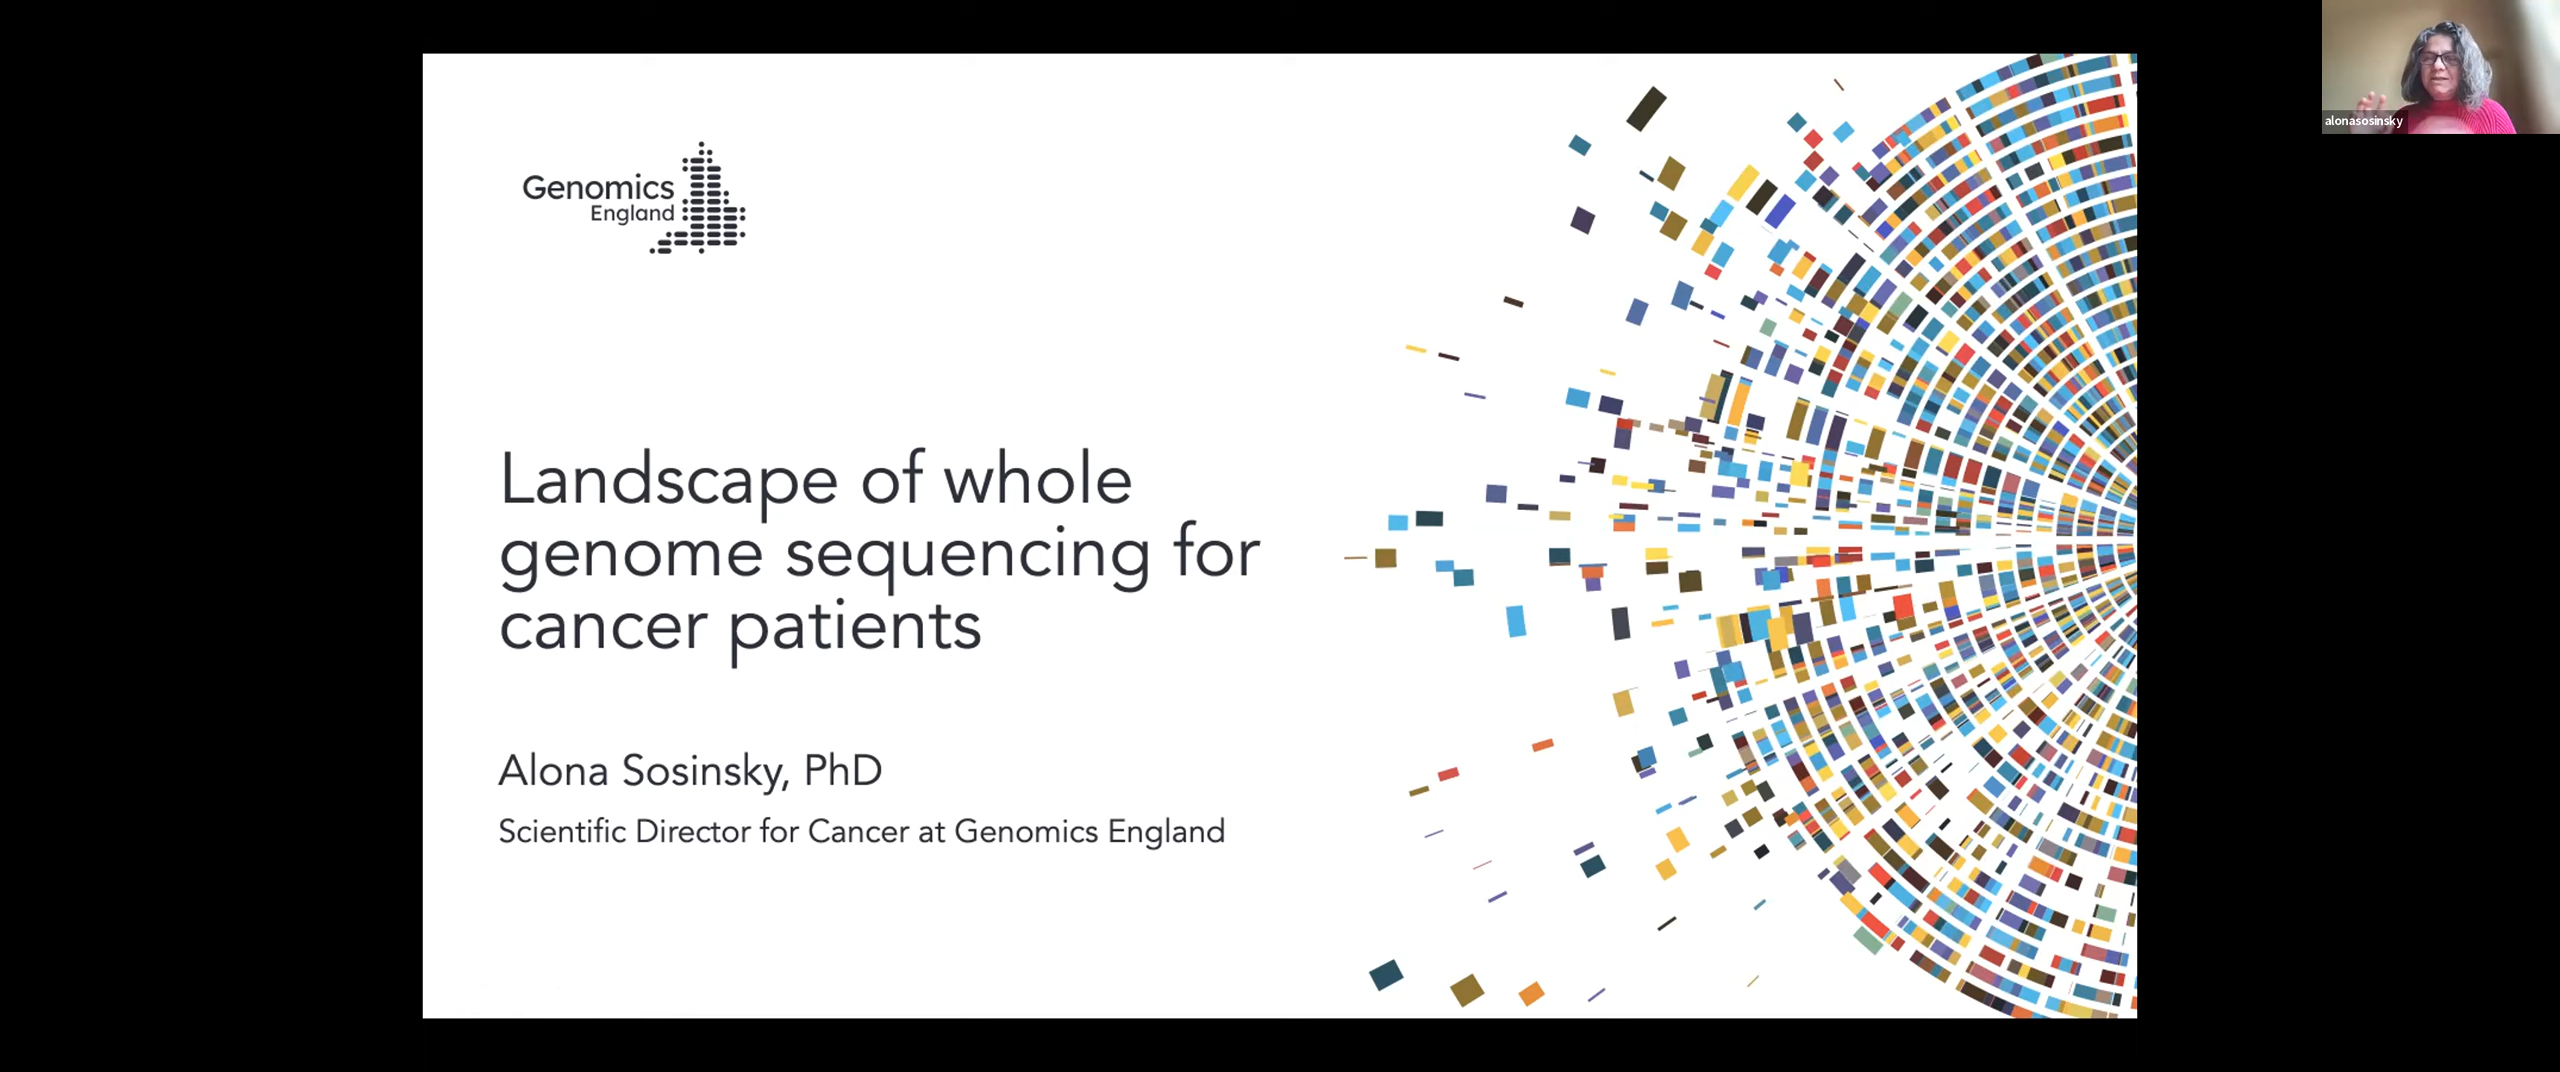 Genomics
England
Landscape of whole
genome sequencing for
cancer patients
Alona Sosinsky, PhD
Scientific Director for Cancer at Genomics England
alonasosinsky